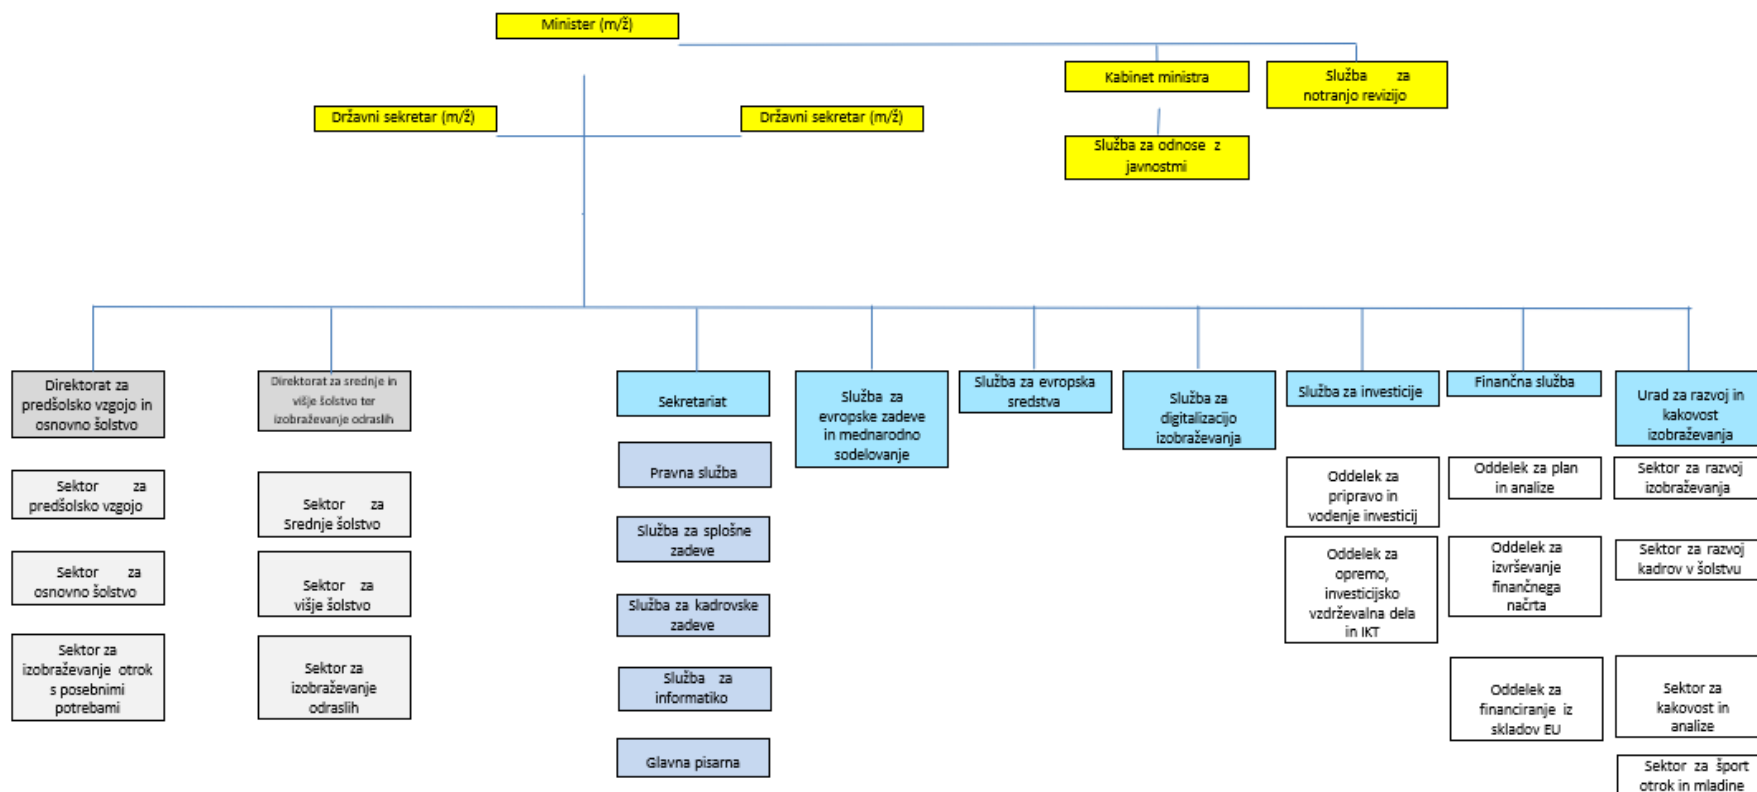 Minister (m/ž)
Kabinet ministra
Služba za
notranjo revizijo
Državni sekretar (m/ž)
Državni sekretar (m/ž)
Služba za odnose z
javnostmi
Direktorat za
predšolsko vzgojo in
osnovno šolstvo
Sektor za
predšolsko vzgojo
Sektor za
osnovno šolstvo
Sektor za
izobraževanje otrok
s posebnimi
potrebami
Direktorat za srednje in
višje šolstvo ter
izobraževanje odraslih
Sektor za
Srednje šolstvo
Sektor za
višje šolstvo
Sektor za
izobraževanje
odraslih
Sekretariat
Pravna služba
Služba za splošne
zadeve
Služba za kadrovske
zadeve
Služba za
informatiko
Glavna pisarna
Služba za
evropske zadeve
in mednarodno
sodelovanje
Služba za evropska
sredstva
Služba za
digitalizacijo
izobraževanja
Služba za investicije
Oddelek za
pripravo in
vodenje investicij
Oddelek za
opremo,
investicijsko
vzdrževalna dela
in IKT
Finančna služba
Oddelek za plan
in analize
Oddelek za
izvrševanje
finančnega
načrta
Oddelek za
financiranje iz
skladov EU
Urad za razvoj in
kakovost
izobraževanja
Sektor za razvoj
izobraževanja
Sektor za razvoj
kadrov v šolstvu
Sektor za
kakovost in
analize
Sektor za šport
otrok in mladine